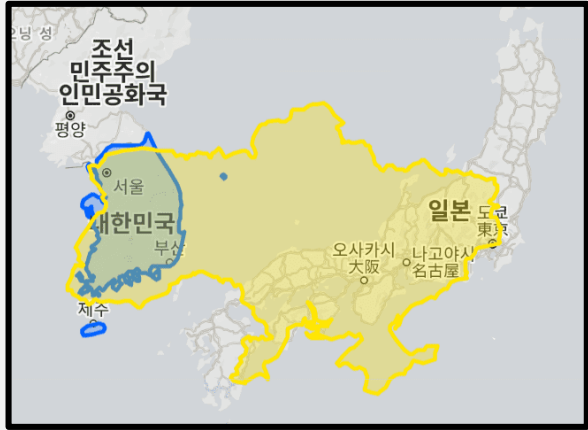 닝 성
조선
민주주의
인민공화국
평양
서울
대한민국
부산
제주
일본
도쿄
東京
오사카시
大阪
나고야시
名古屋